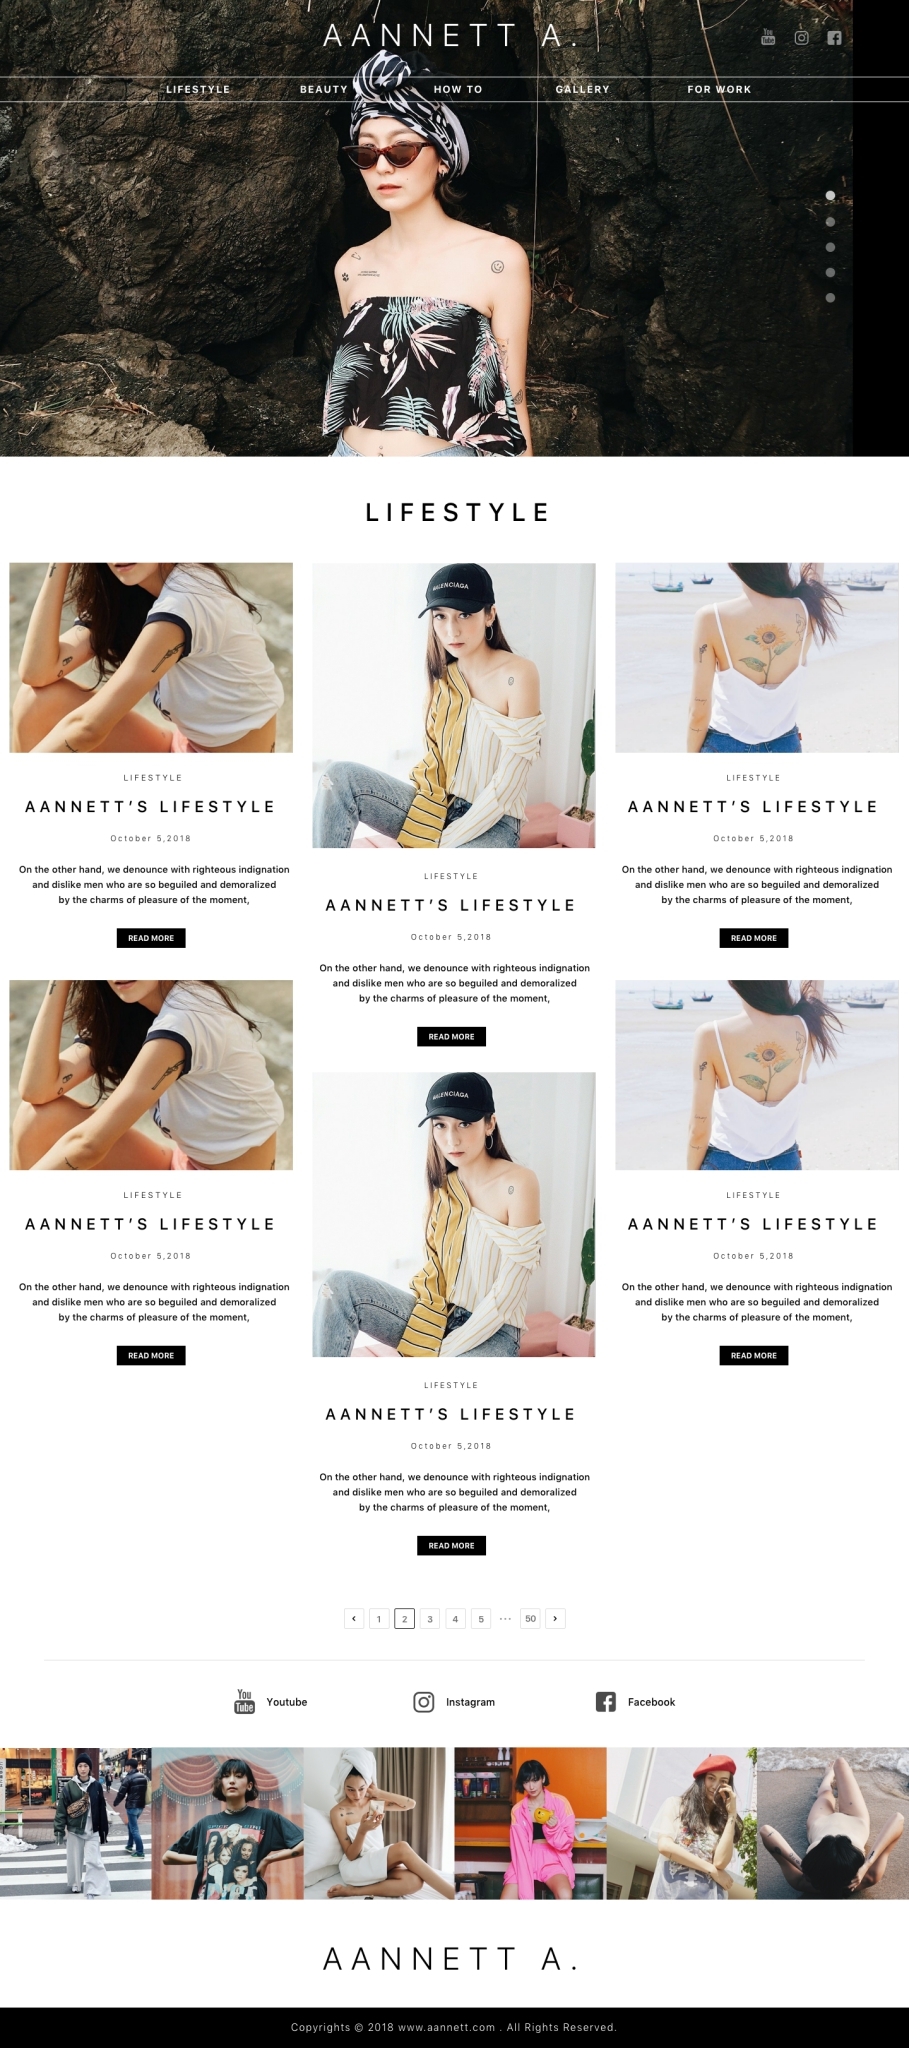 AANNETT A.
You
Tube
LIFESTYLE
BEAUTY
HOW TO
GALLERY
FOR WORK
LIFESTYLE
LIFESTYLE
AANNETT'S LIFESTYLE
October 5,2018
On the other hand, we denounce with righteous indignation
and dislike men who are so beguiled and demoralized
by the charms of pleasure of the moment,
READ MORE
BALENCIAGA
LIFESTYLE
AANNETT'S LIFESTYLE
October 5,2018
On the other hand, we denounce with righteous indignation
and dislike men who are so beguiled and demoralized
by the charms of pleasure of the moment,
READ MORE
LIFESTYLE
AANNETT'S LIFESTYLE
October 5,2018
On the other hand, we denounce with righteous indignation
and dislike men who are so beguiled and demoralized
by the charms of pleasure of the moment,
READ MORE
LIFESTYLE
AANNETT'S LIFESTYLE
October 5,2018
On the other hand, we denounce with righteous indignation
and dislike men who are so beguiled and demoralized
by the charms of pleasure of the moment,
READ MORE
BALENCIAGA
LIFESTYLE
AANNETT'S LIFESTYLE
October 5,2018
On the other hand, we denounce with righteous indignation
and dislike men who are so beguiled and demoralized
by the charms of pleasure of the moment,
READ MORE
LIFESTYLE
AANNETT'S LIFESTYLE
October 5,2018
On the other hand, we denounce with righteous indignation
and dislike men who are so beguiled and demoralized
by the charms of pleasure of the moment,
READ MORE
‹ 1 2 3 4 5 ··· 50 ›
You
Tube
Youtube
Instagram
Facebook
AANNETT A.
Copyrights © 2018 www.aannett.com . All Rights Reserved.